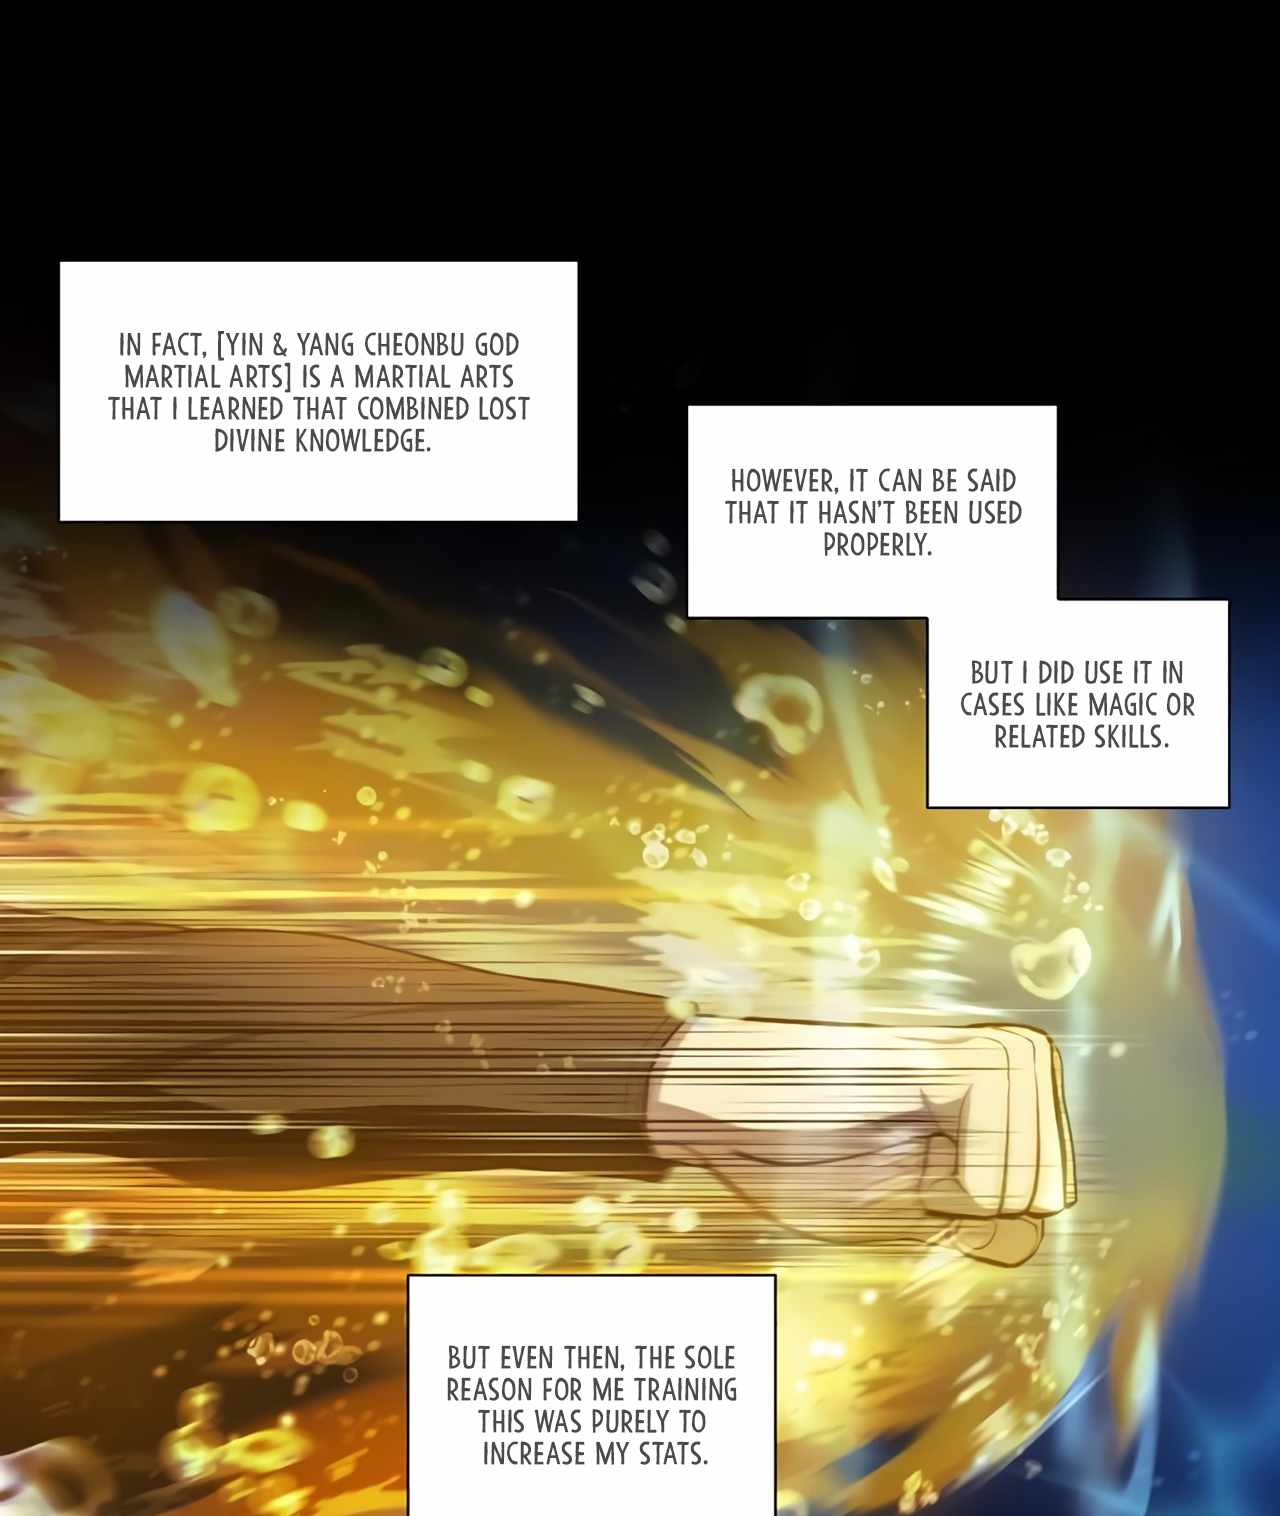 IN FACT, [YIN & YANG CHEONBU GOD
MARTIAL ARTS] IS A MARTIAL ARTS
THAT I LEARNED THAT COMBINED LOST
DIVINE KNOWLEDGE.
HOWEVER, IT CAN BE SAID
THAT IT HASN'T BEEN USED
PROPERLY.
BUT I DID USE IT IN
CASES LIKE MAGIC OR
RELATED SKILLS.
BUT EVEN THEN, THE SOLE
REASON FOR ME TRAINING
THIS WAS PURELY TO
INCREASE MY STATS.